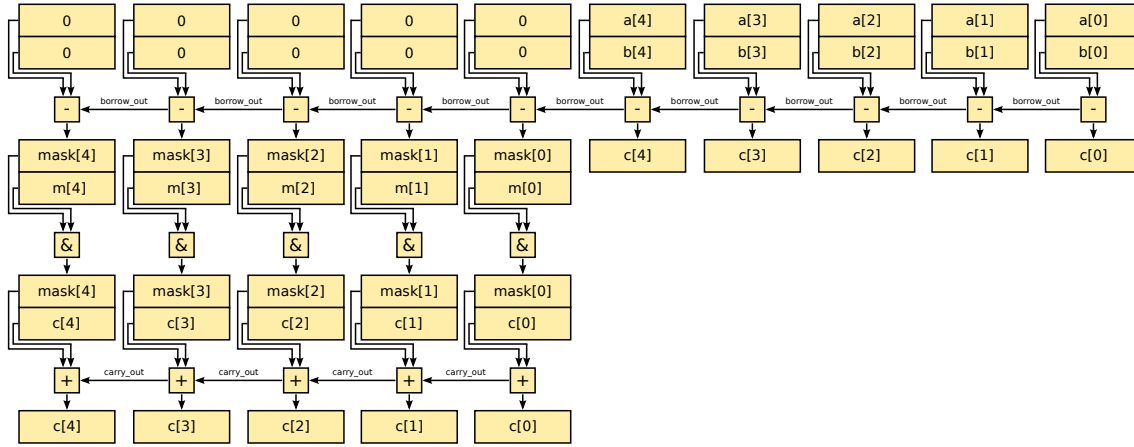 0 0 0 0 0 a[4] a[3] a[2] a[1] a[0]
0 0 0 0 0 b[4] b[3] b[2] b[1] b[0]
- borrow_out - borrow_out - borrow_out - borrow_out - borrow_out - borrow_out - borrow_out - borrow_out - borrow_out -
mask[4] mask[3] mask[2] mask[1] mask[0] c[4] c[3] c[2] c[1] c[0]
m[4] m[3] m[2] m[1] m[0]
& & & & &
mask[4] mask[3] mask[2] mask[1] mask[0]
c[4] c[3] c[2] c[1] c[0]
+ carry_out + carry_out + carry_out + carry_out +
c[4] c[3] c[2] c[1] c[0]